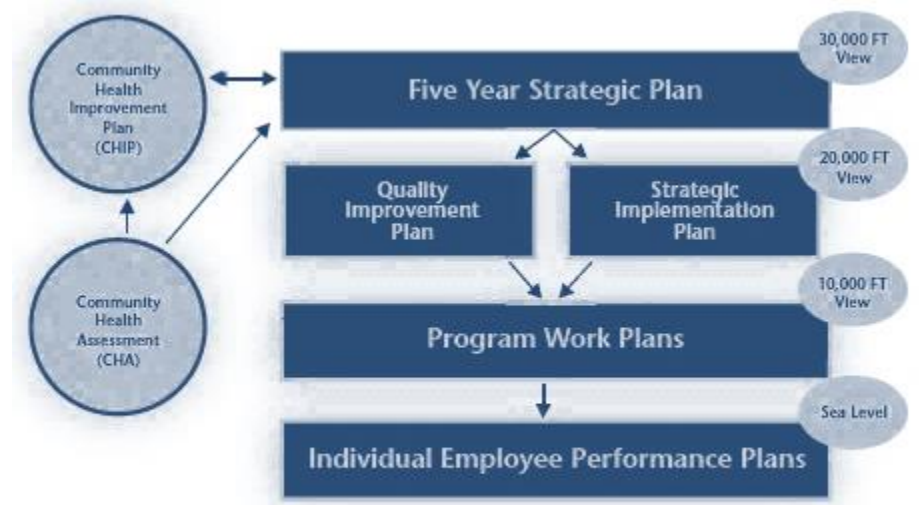 Community
Health
Improvement
Plan
(CHIP)
30,000 FT
View
Five Year Strategic Plan
20,000 FT
View
Quality
Improvement
Plan
Strategic
Implementation
Plan
Community
Health
Assessment
(CHA)
10,000 FT
View
Program Work Plans
Sea Level
Individual Employee Performance Plans